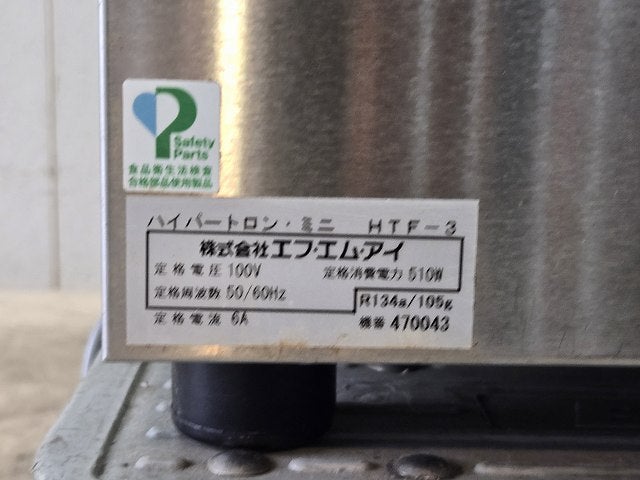 Safety
Parts
食品衛生法検査
合格部品使用製品
ハイパートロン・ミニ HTF-3
株式会社エフ・エム・アイ
定格電圧 100V 定格消費電力 510W
定格周波数 50/60Hz R134a/105g
定格電流 6A 機番 470043